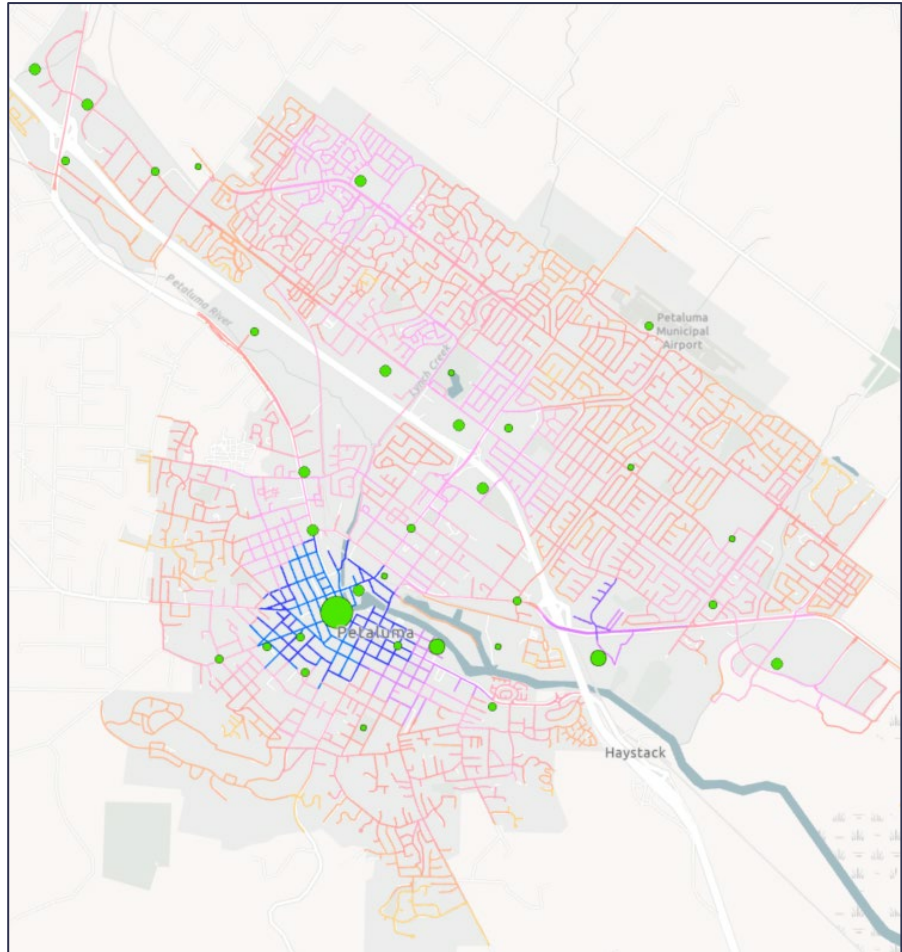 Petaluma River
Petaluma
Municipal
Airport
Lynch Creek
Petaluma
Haystack